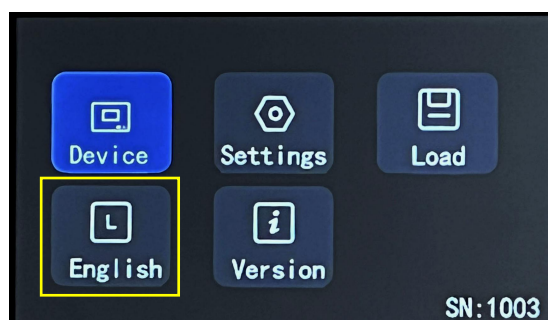 Device
Settings
Load
L
English
i
Version
SN:1003